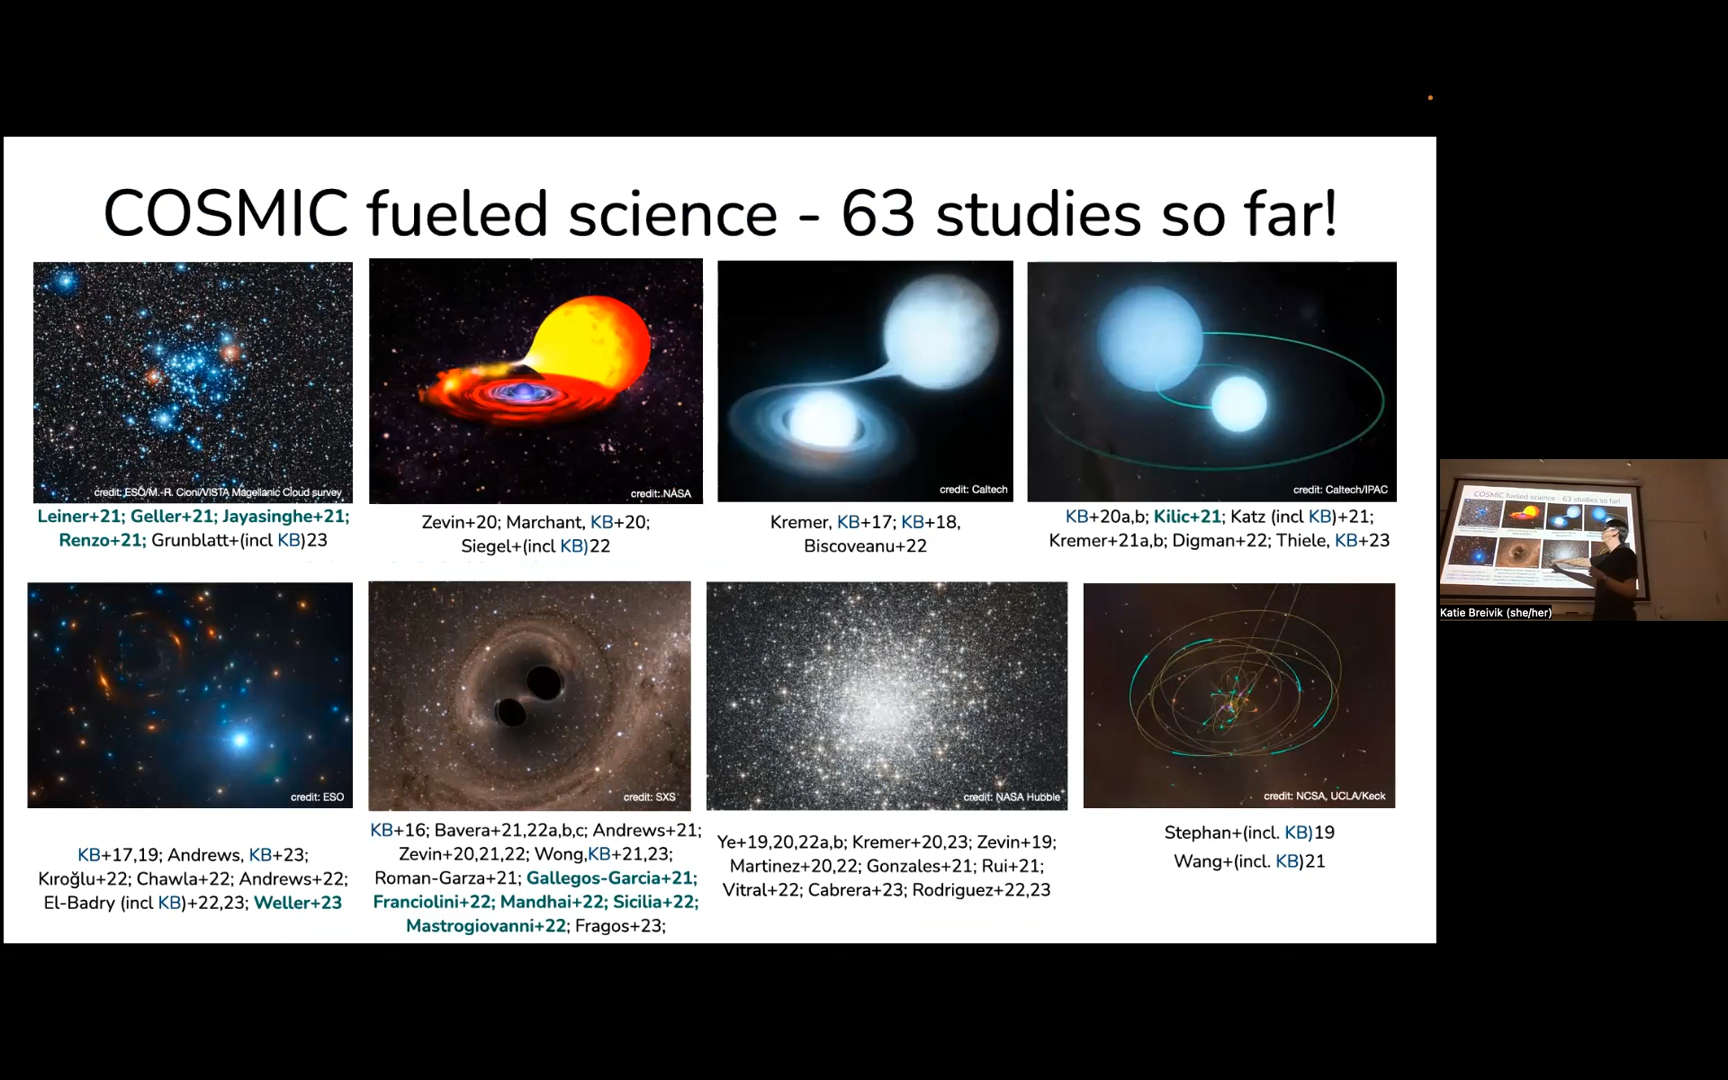 COSMIC fueled science - 63 studies so far!
credit: ESO/M.-R. Cioni/VISTA Magellanic Cloud survey
Leiner+21; Geller+21; Jayasinghe+21;
Renzo+21; Grunblatt+(incl KB)23
credit: NASA
Zevin+20; Marchant, KB+20;
Siegel+(incl KB)22
credit: Caltech
Kremer, KB+17; KB+18,
Biscoveanu+22
credit: Caltech/IPAC
KB+20a,b; Kilic+21; Katz (incl KB)+21;
Kremer+21a,b; Digman+22; Thiele, KB+23
credit: ESO
KB+17,19; Andrews, KB+23;
Kıroğlu+22; Chawla+22; Andrews+22;
El-Badry (incl KB)+22,23; Weller+23
credit: SXS
KB+16; Bavera+21,22a,b,c; Andrews+21;
Zevin+20,21,22; Wong,KB+21,23;
Roman-Garza+21; Gallegos-Garcia+21;
Franciolini+22; Mandhai+22; Sicilia+22;
Mastrogiovanni+22; Fragos+23;
credit: NASA Hubble
Ye+19,20,22a,b; Kremer+20,23; Zevin+19;
Martinez+20,22; Gonzales+21; Rui+21;
Vitral+22; Cabrera+23; Rodriguez+22,23
credit: NCSA, UCLA/Keck
Stephan+(incl. KB)19
Wang+(incl. KB)21
COSMIC fueled science - 63 studies so far!
Katie Breivik (she/her)